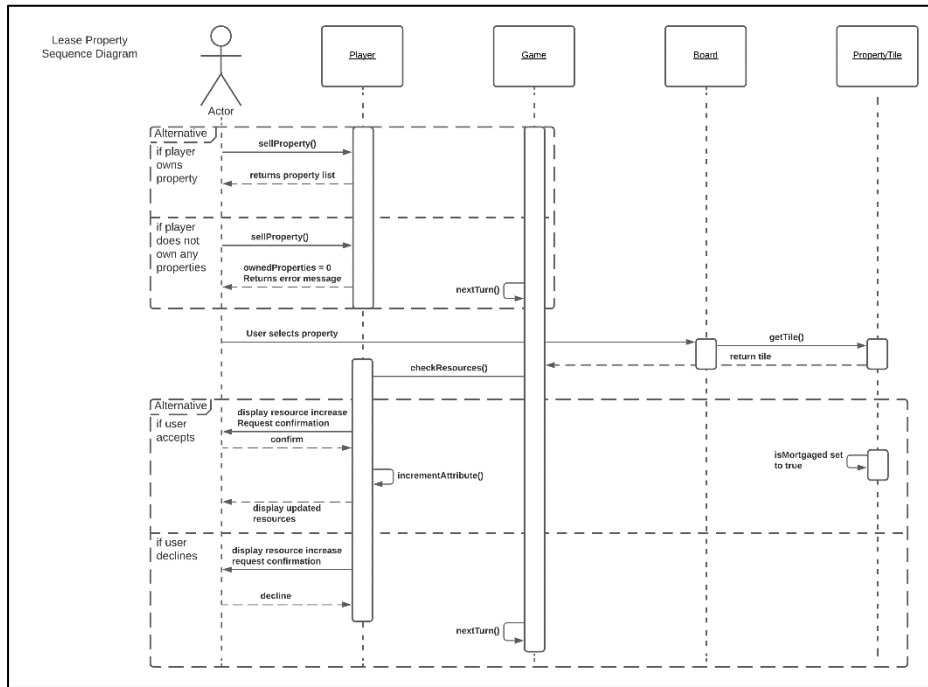 Lease Property
Sequence Diagram
Player
Game
Board
PropertyTile
Actor
Alternative
if player
owns
property
sellProperty()
returns property list
if player
does not
own any
properties
sellProperty()
ownedProperties = 0
Returns error message
nextTurn()
User selects property
getTile()
return tile
checkResources()
Alternative
if user
accepts
display resource increase
Request confirmation
confirm
isMortgaged set
to true
incrementAttribute()
display updated
resources
if user
declines
display resource increase
request confirmation
decline
nextTurn()